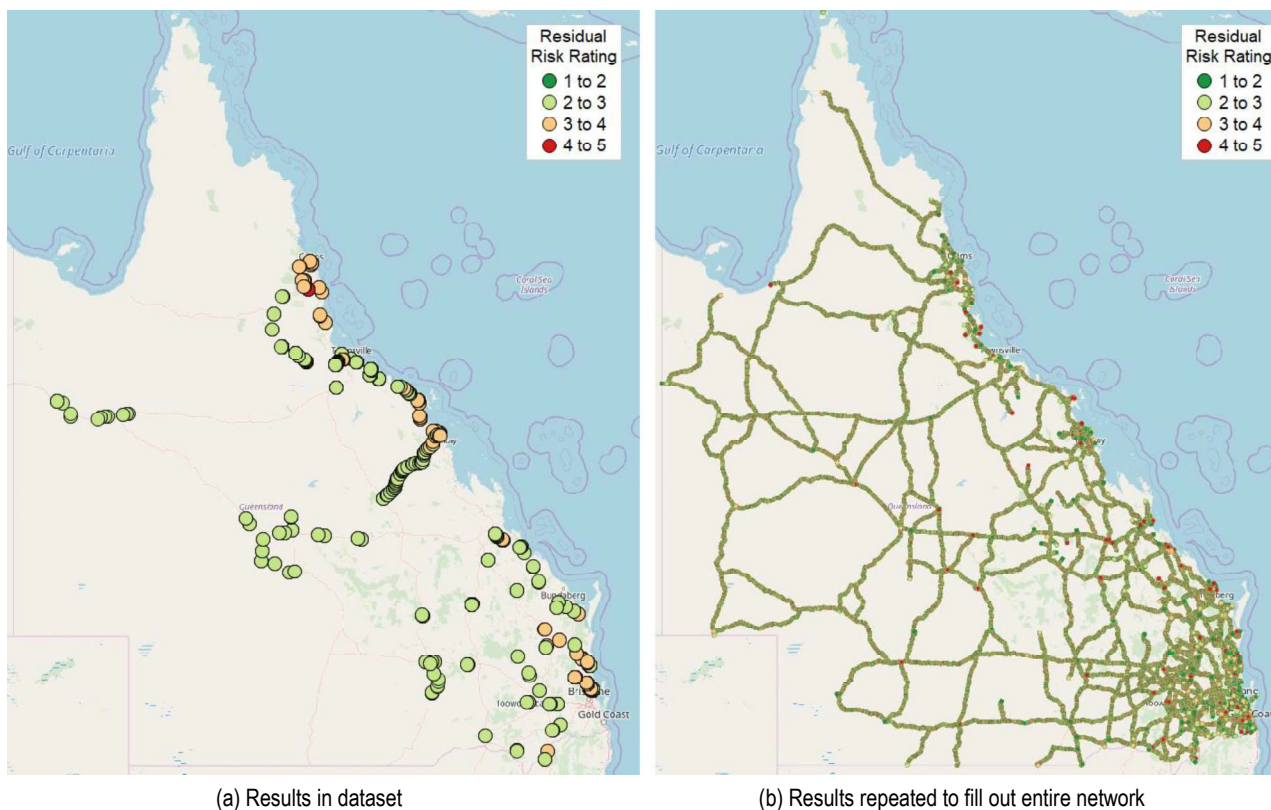 Residual
Risk Rating
1 to 2
2 to 3
3 to 4
4 to 5
Gulf of Carpentaria
Coral Sea
Islands
Queensland
Bundaberg
Gold Coast
(a) Results in dataset
Residual
Risk Rating
1 to 2
2 to 3
3 to 4
4 to 5
Gulf of Carpentaria
Coral Sea
Islands
Queensland
(b) Results repeated to fill out entire network